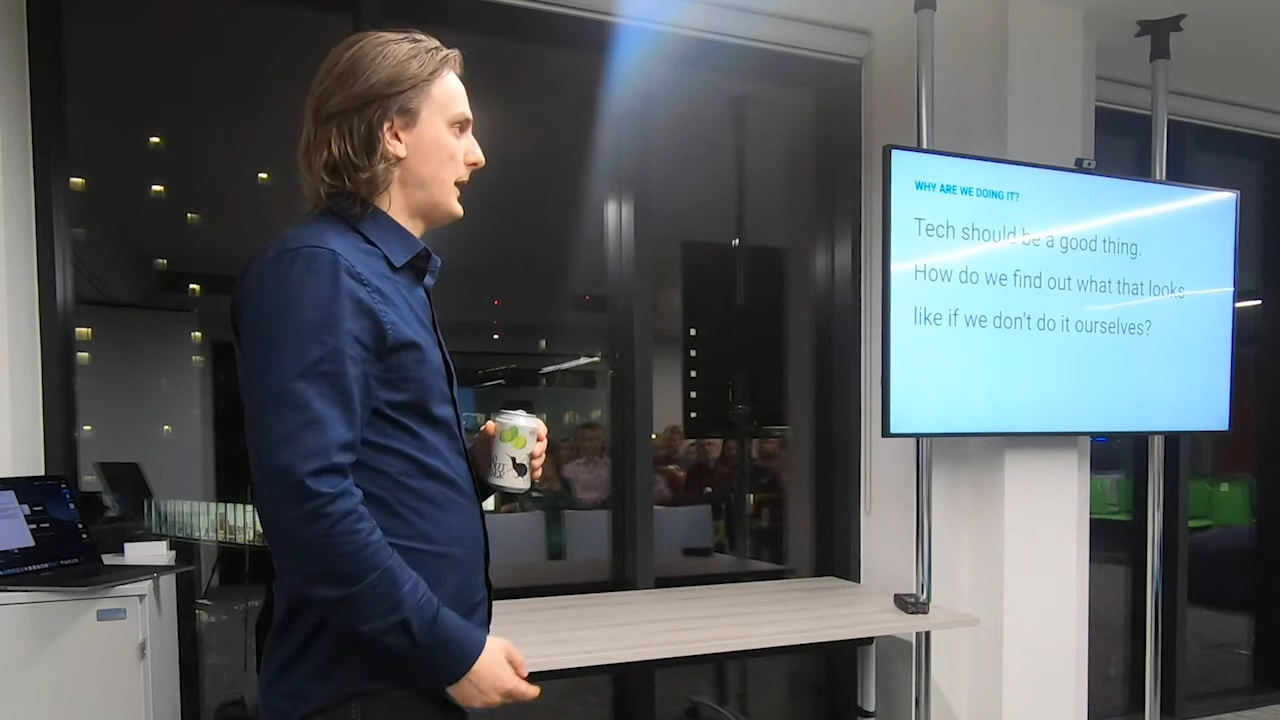 WHY ARE WE DOING IT?
Tech should be a good thing.
How do we find out what that looks
like if we don't do it ourselves?